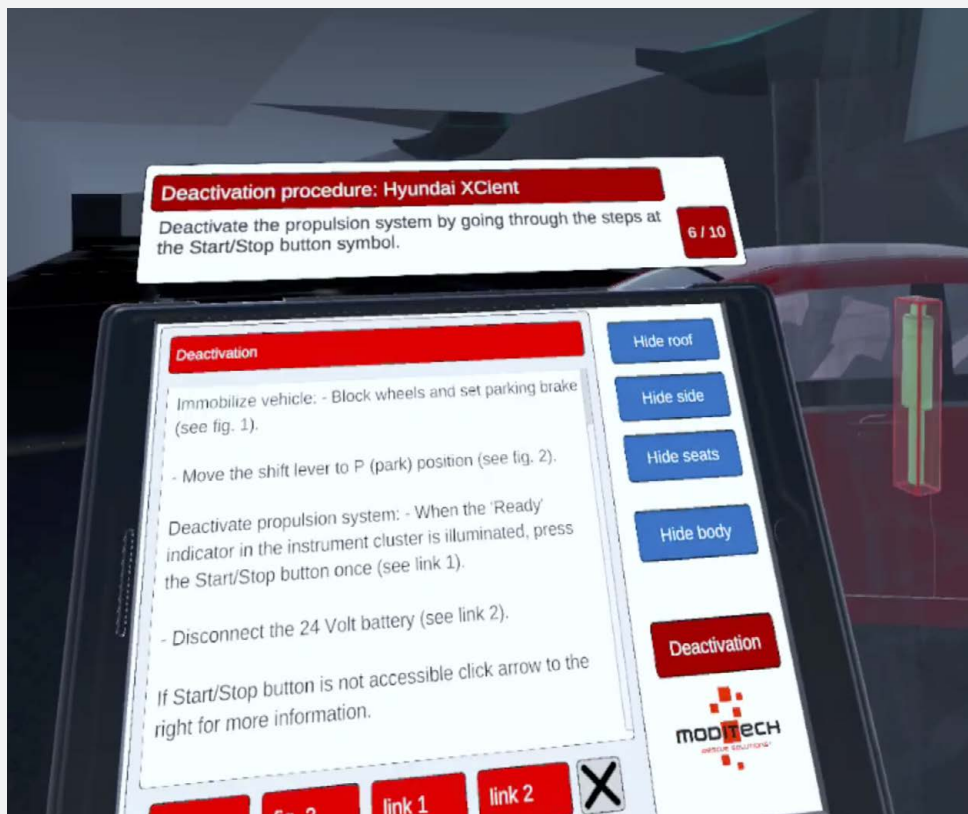 Deactivation procedure: Hyundai XCient
Deactivate the propulsion system by going through the steps at
the Start/Stop button symbol.
6 / 10
Deactivation
Immobilize vehicle: - Block wheels and set parking brake
(see fig. 1).
- Move the shift lever to P (park) position (see fig. 2).
Deactivate propulsion system: - When the 'Ready'
indicator in the instrument cluster is illuminated, press
the Start/Stop button once (see link 1).
- Disconnect the 24 Volt battery (see link 2).
If Start/Stop button is not accessible click arrow to the
right for more information.
link 1
link 2
X
Hide roof
Hide side
Hide seats
Hide body
Deactivation
MODITECH
RESCUE SOLUTIONS